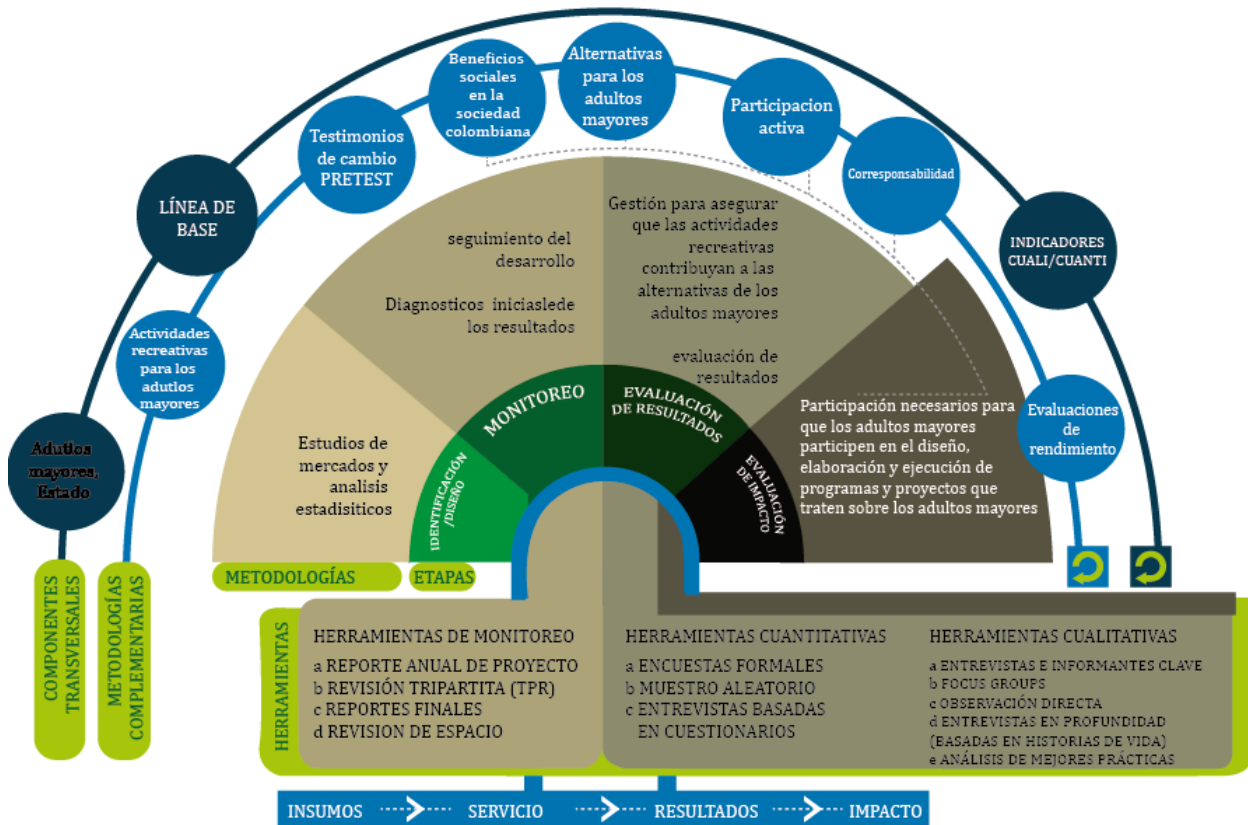 Beneficios
sociales
en la
sociedad
colombiana
Alternativas
para los
adultos
mayores
Participacion
activa
Testimonios
de cambio
PRETEST
Corresponsabilidad
LÍNEA DE
BASE
INDICADORES
CUALI/CUANTI
Actividades
recreativas
para los
adutlos
mayores
Adutlos
mayores,
Estado
Evaluaciones
de
rendimiento
seguimiento del
desarrollo
Diagnosticos iniciaslede
los resultados
Gestión para asegurar
que las actividades
recreativas
contribuyan a las
alternativas de los
adultos mayores
evaluación de
resultados
Estudios de
mercados y
analisis
estadisiticos
Participación necesarios para
que los adultos mayores
participen en el diseño,
elaboración y ejecución de
programas y proyectos que
traten sobre los adultos mayores
IDENTIFICACIÓN
/DISEÑO
MONITOREO
EVALUACIÓN
DE RESULTADOS
EVALUACIÓN
DE IMPACTO
METODOLOGÍAS
ETAPAS
COMPONENTES
TRANSVERSALES
METODOLOGÍAS
COMPLEMENTARIAS
HERRAMIENTAS
HERRAMIENTAS DE MONITOREO
a REPORTE ANUAL DE PROYECTO
b REVISIÓN TRIPARTITA (TPR)
c REPORTES FINALES
d REVISION DE ESPACIO
HERRAMIENTAS CUANTITATIVAS
a ENCUESTAS FORMALES
b MUESTRO ALEATORIO
c ENTREVISTAS BASADAS
EN CUESTIONARIOS
HERRAMIENTAS CUALITATIVAS
a ENTREVISTAS E INFORMANTES CLAVE
b FOCUS GROUPS
c OBSERVACIÓN DIRECTA
d ENTREVISTAS EN PROFUNDIDAD
(BASADAS EN HISTORIAS DE VIDA)
e ANÁLISIS DE MEJORES PRÁCTICAS
INSUMOS SERVICIO RESULTADOS IMPACTO